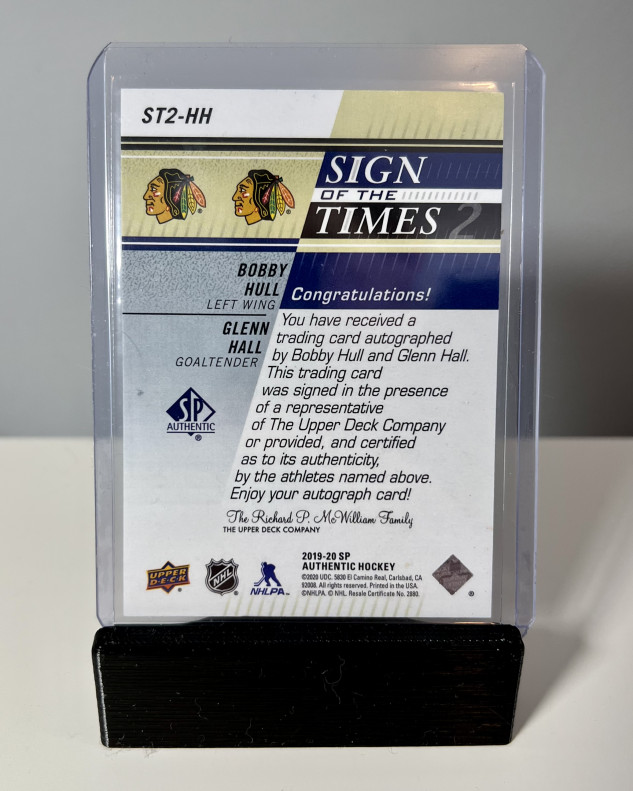 ST2-HH
SIGN
OF THE
TIMES 2
BOBBY
HULL
LEFT WING
GLENN
HALL
GOALTENDER
Congratulations!
You have received a
trading card autographed
by Bobby Hull and Glenn Hall.
This trading card
was signed in the presence
of a representative
of The Upper Deck Company
or provided, and certified
as to its authenticity,
by the athletes named above.
Enjoy your autograph card!
SP
AUTHENTIC
®
The Richard P. McWilliam Family
THE UPPER DECK COMPANY
UPPER
DECK
NHL
NHLPA
2019-20 SP
AUTHENTIC HOCKEY
©2020 UDC. 5830 El Camino Real, Carlsbad, CA
92008. All rights reserved. Printed in the USA.
©NHLPA. © NHL. Resale Certificate No. 2880.
®